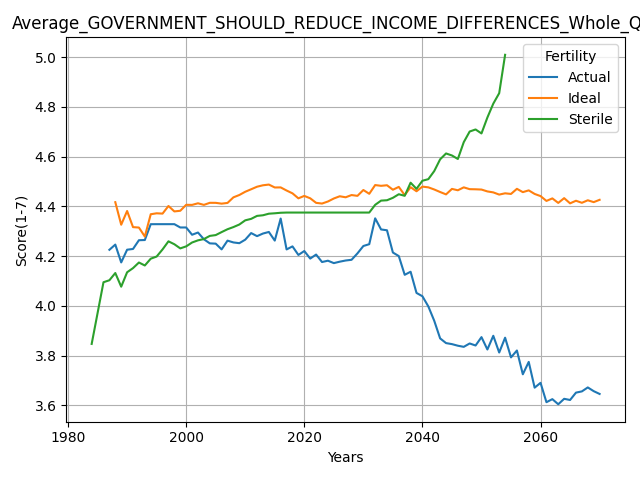 Average_GOVERNMENT_SHOULD_REDUCE_INCOME_DIFFERENCES_Whole_Q
Fertility
Actual
Ideal
Sterile
Score(1-7)
5.0
4.8
4.6
4.4
4.2
4.0
3.8
3.6
1980 2000 2020 2040 2060
Years